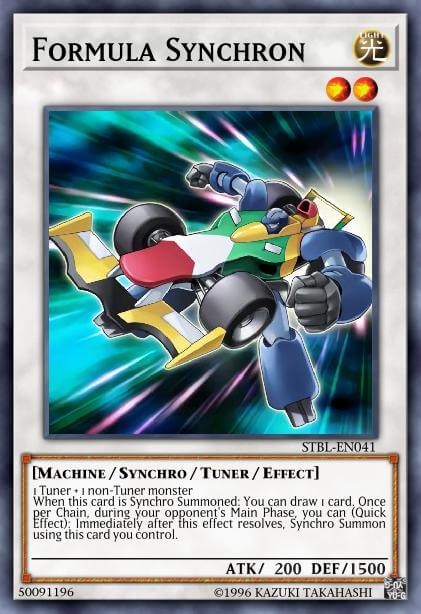 FORMULA SYNCHRON
LIGHT
光
STBL-EN041
[MACHINE / SYNCHRO / TUNER / EFFECT]
1 Tuner + 1 non-Tuner monster
When this card is Synchro Summoned: You can draw 1 card. Once
per Chain, during your opponent's Main Phase, you can (Quick
Effect): Immediately after this effect resolves, Synchro Summon
using this card you control.
ATK/ 200 DEF/1500
50091196
©1996 KAZUKI TAKAHASHI